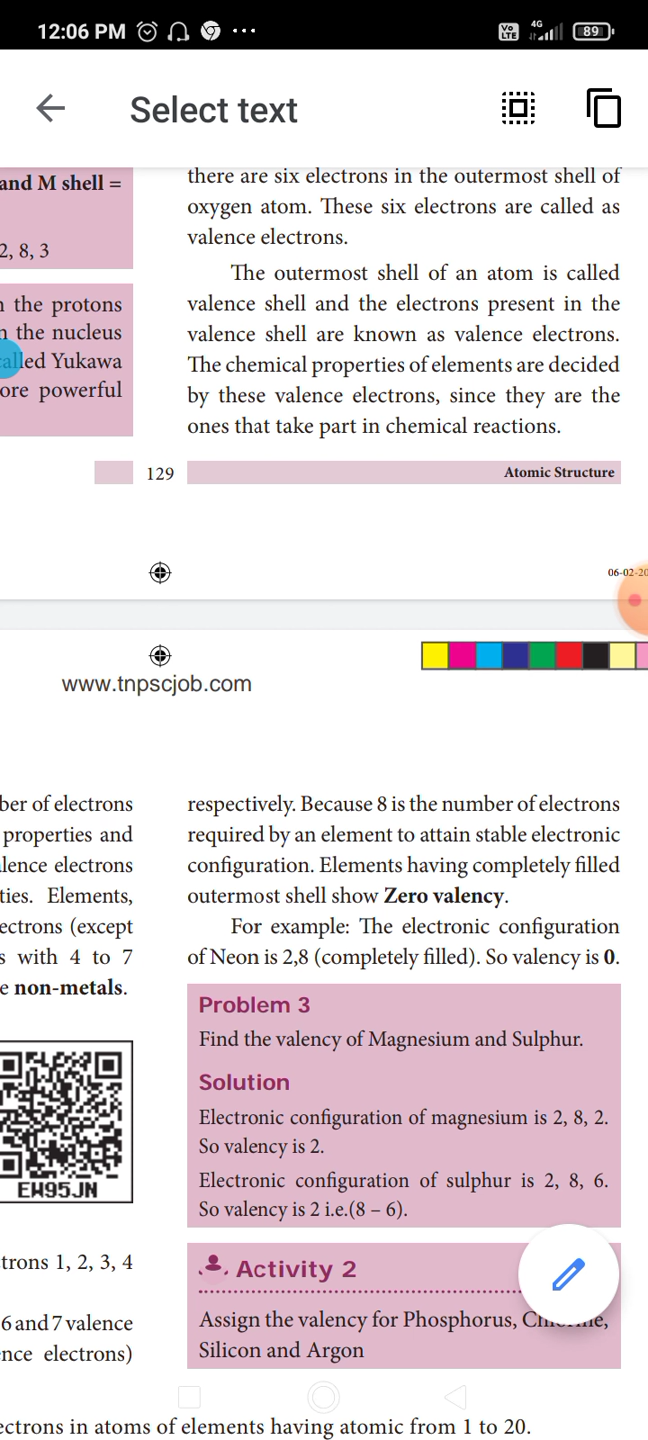 12:06 PM
Vo LTE 4G 89
Select text
and M shell =
2, 8, 3
the protons
the nucleus
called Yukawa
ore powerful
there are six electrons in the outermost shell of
oxygen atom. These six electrons are called as
valence electrons.
The outermost shell of an atom is called
valence shell and the electrons present in the
valence shell are known as valence electrons.
The chemical properties of elements are decided
by these valence electrons, since they are the
ones that take part in chemical reactions.
129
Atomic Structure
06-02-20
www.tnpscjob.com
ber of electrons
properties and
lence electrons
ties. Elements,
ectrons (except
s with 4 to 7
e non-metals.
EW95JN
trons 1, 2, 3, 4
6 and 7 valence
nce electrons)
respectively. Because 8 is the number of electrons
required by an element to attain stable electronic
configuration. Elements having completely filled
outermost shell show Zero valency.
For example: The electronic configuration
of Neon is 2,8 (completely filled). So valency is 0.
Problem 3
Find the valency of Magnesium and Sulphur.
Solution
Electronic configuration of magnesium is 2, 8, 2.
So valency is 2.
Electronic configuration of sulphur is 2, 8, 6.
So valency is 2 i.e.(8 – 6).
Activity 2
Assign the valency for Phosphorus, Chlorine,
Silicon and Argon
ectrons in atoms of elements having atomic from 1 to 20.